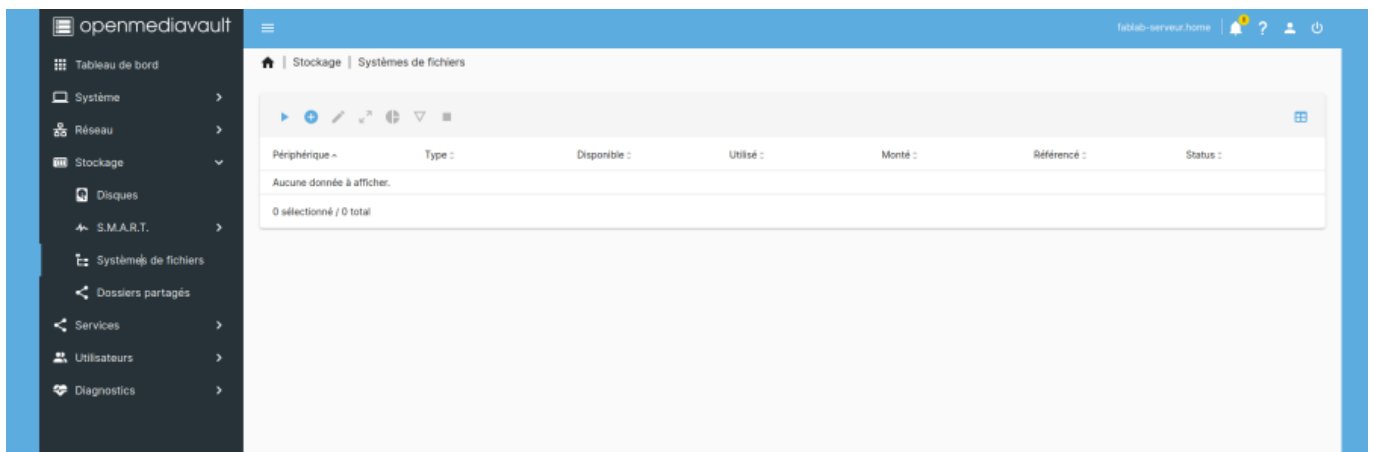 openmediavault
fablab-serveur.home
Tableau de bord
Système
Réseau
Stockage
Disques
S.M.A.R.T.
Systèmes de fichiers
Dossiers partagés
Services
Utilisateurs
Diagnostics
Stockage | Systèmes de fichiers
Périphérique Type Disponible Utilisé Monté Référencé Status
Aucune donnée à afficher.
0 sélectionné / 0 total